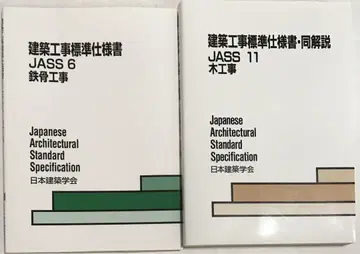 建築工事標準仕様書
JASS 6
鉄骨工事
Japanese
Architectural
Standard
Specification
日本建築学会
建築工事標準仕様書・同解説
JASS 11
木工事
Japanese
Architectural
Standard
Specification
日本建築学会